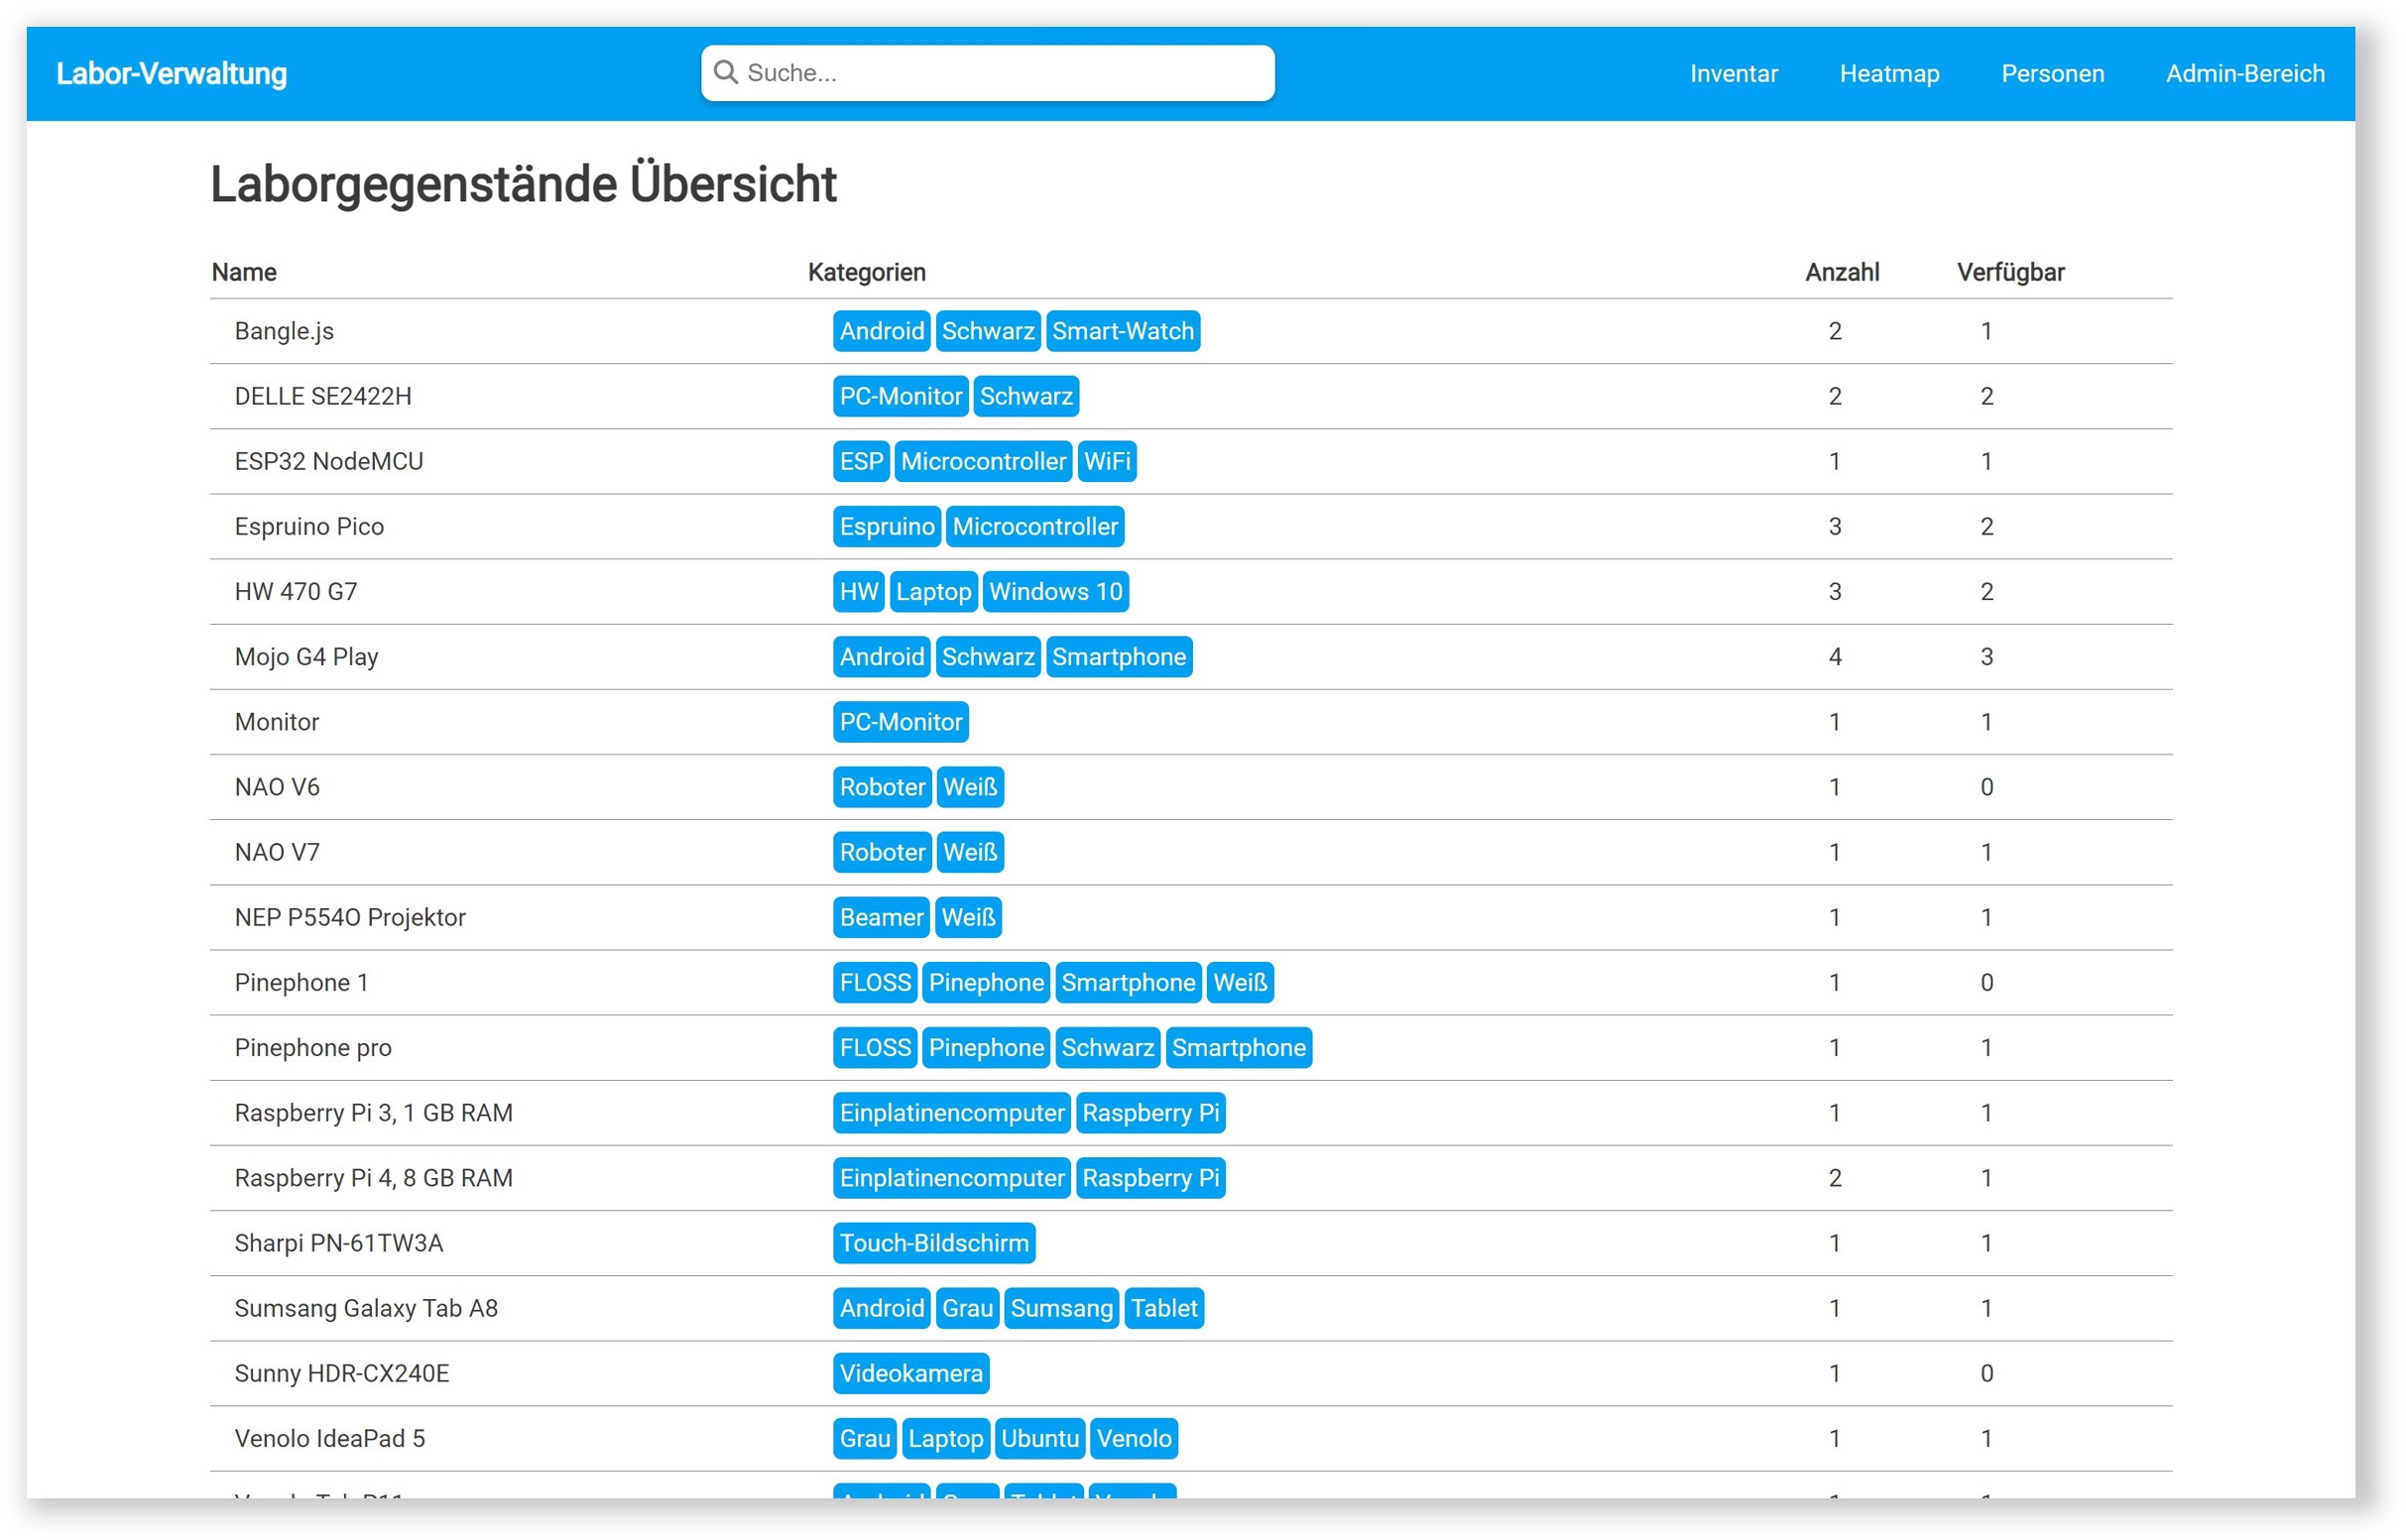 Labor-Verwaltung Suche... Inventar Heatmap Personen Admin-Bereich
Laborgegenstände Übersicht
Name Kategorien Anzahl Verfügbar
Bangle.js Android Schwarz Smart-Watch 2 1
DELLE SE2422H PC-Monitor Schwarz 2 2
ESP32 NodeMCU ESP Microcontroller WiFi 1 1
Espruino Pico Espruino Microcontroller 3 2
HW 470 G7 HW Laptop Windows 10 3 2
Mojo G4 Play Android Schwarz Smartphone 4 3
Monitor PC-Monitor 1 1
NAO V6 Roboter Weiß 1 0
NAO V7 Roboter Weiß 1 1
NEP P554O Projektor Beamer Weiß 1 1
Pinephone 1 FLOSS Pinephone Smartphone Weiß 1 0
Pinephone pro FLOSS Pinephone Schwarz Smartphone 1 1
Raspberry Pi 3, 1 GB RAM Einplatinencomputer Raspberry Pi 1 1
Raspberry Pi 4, 8 GB RAM Einplatinencomputer Raspberry Pi 2 1
Sharpi PN-61TW3A Touch-Bildschirm 1 1
Sumsang Galaxy Tab A8 Android Grau Sumsang Tablet 1 1
Sunny HDR-CX240E Videokamera 1 0
Venolo IdeaPad 5 Grau Laptop Ubuntu Venolo 1 1